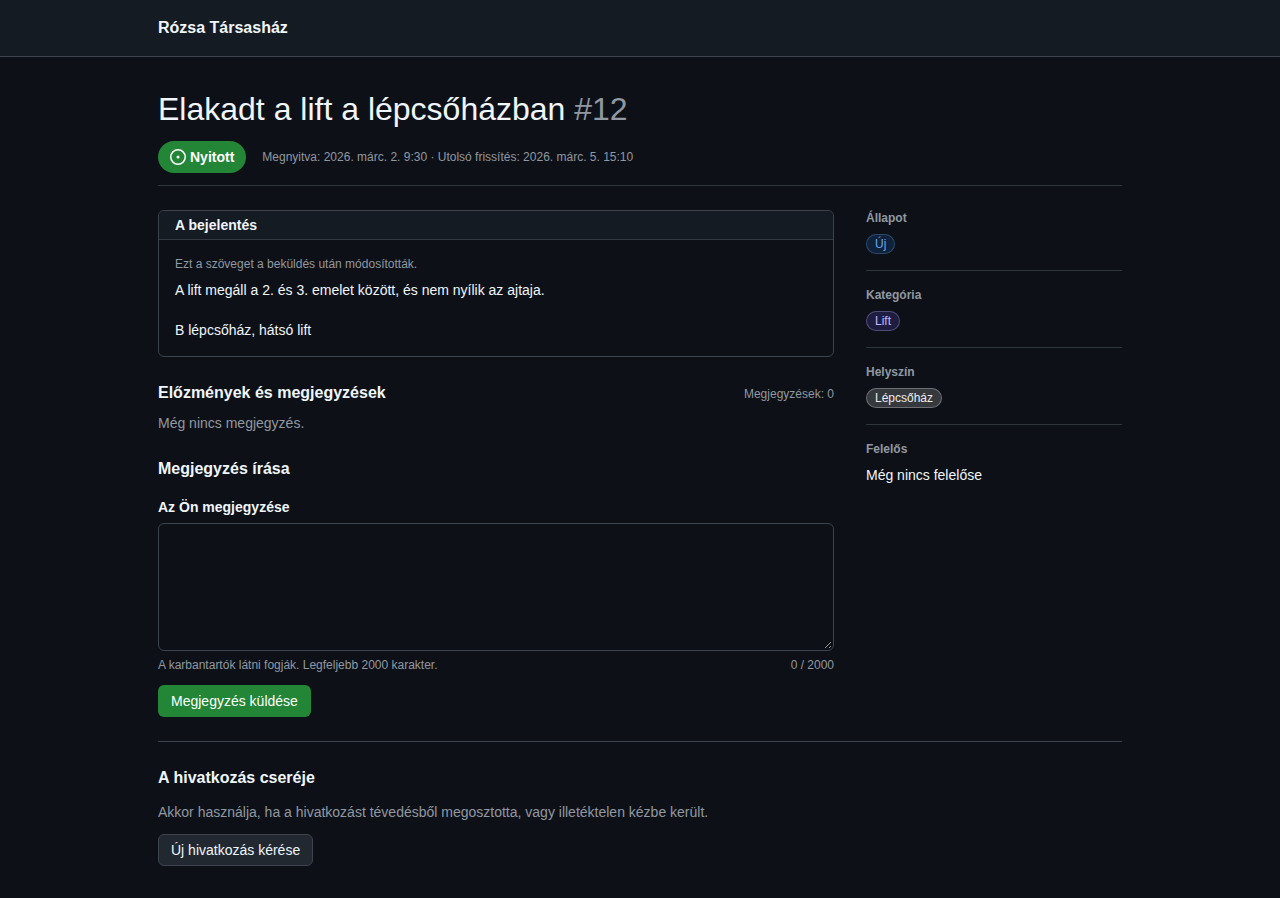 Rózsa Társasház
Elakadt a lift a lépcsőházban #12
Nyitott
Megnyitva: 2026. márc. 2. 9:30 · Utolsó frissítés: 2026. márc. 5. 15:10
A bejelentés
Ezt a szöveget a beküldés után módosították.
A lift megáll a 2. és 3. emelet között, és nem nyílik az ajtaja.
B lépcsőház, hátsó lift
Előzmények és megjegyzések
Megjegyzések: 0
Még nincs megjegyzés.
Megjegyzés írása
Az Ön megjegyzése
A karbantartók látni fogják. Legfeljebb 2000 karakter.
0 / 2000
Megjegyzés küldése
Állapot
Új
Kategória
Lift
Helyszín
Lépcsőház
Felelős
Még nincs felelőse
A hivatkozás cseréje
Akkor használja, ha a hivatkozást tévedésből megosztotta, vagy illetéktelen kézbe került.
Új hivatkozás kérése